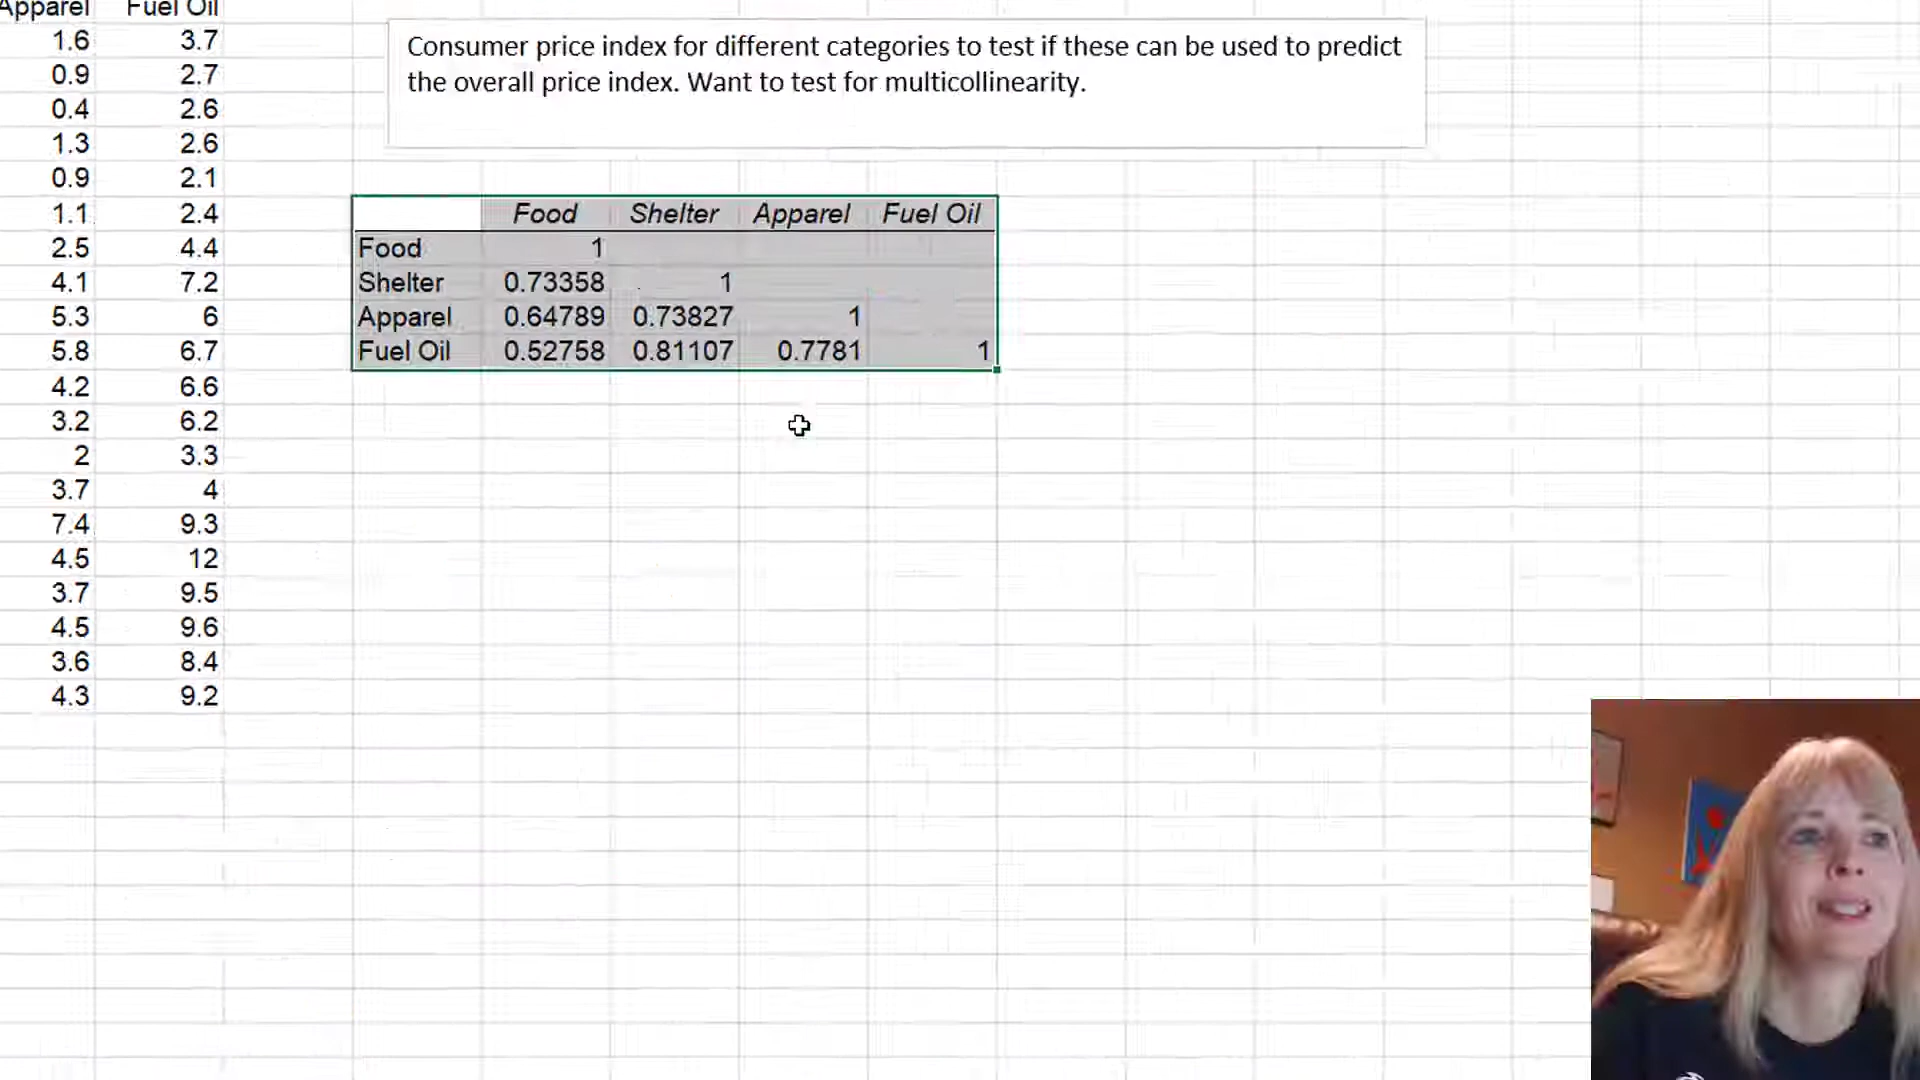 Apparel Fuel Oil
1.6 3.7
0.9 2.7
0.4 2.6
1.3 2.6
0.9 2.1
1.1 2.4
2.5 4.4
4.1 7.2
5.3 6
5.8 6.7
4.2 6.6
3.2 6.2
2 3.3
3.7 4
7.4 9.3
4.5 12
3.7 9.5
4.5 9.6
3.6 8.4
4.3 9.2
Consumer price index for different categories to test if these can be used to predict
the overall price index. Want to test for multicollinearity.
Food Shelter Apparel Fuel Oil
Food 1
Shelter 0.73358 1
Apparel 0.64789 0.73827 1
Fuel Oil 0.52758 0.81107 0.7781 1